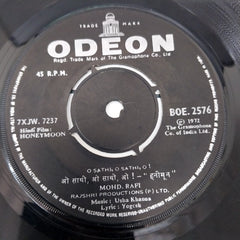 TRADE MARK
ODEON
Regd. Trade Mark of The Gramophone Co. Ltd
45 R.P.M.
7XJW. 7237
BOE. 2576
Hindi Film:
HONEYMOON
℗ 1972
The Gramophone
Co. of India Ltd.
O SATHI, O SATHI, O !
ओ साथी, ओ साथी, ओ ! - "हनीमून"
MOHD. RAFI
RAJSHRI PRODUCTIONS (P) LTD.
Music : Usha Khanna
Lyric : Yogesh